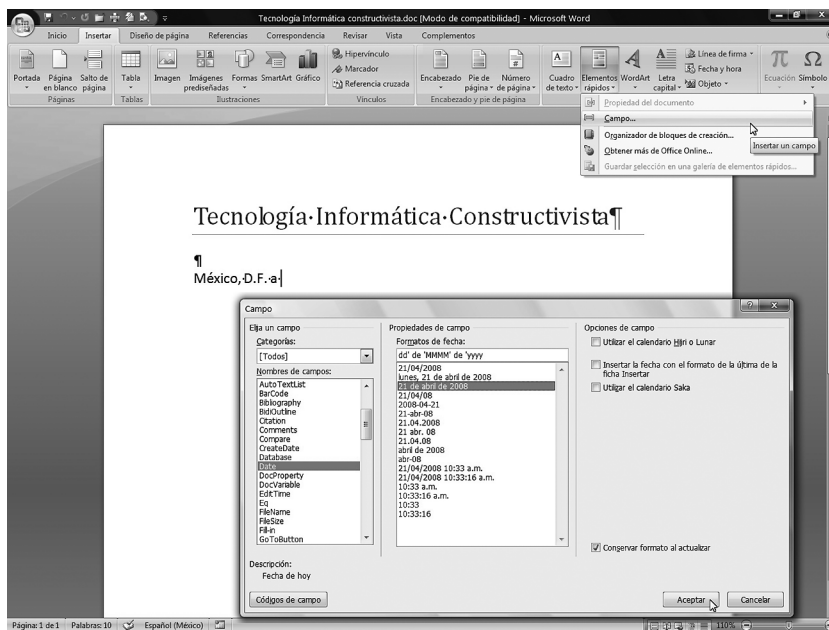 Tecnología Informática constructivista.doc [Modo de compatibilidad] - Microsoft Word
Inicio Insertar Diseño de página Referencias Correspondencia Revisar Vista Complementos
Portada Página en blanco Salto de página
Páginas
Tabla
Tablas
Imagen Imágenes prediseñadas Formas SmartArt Gráfico
Ilustraciones
Hipervínculo
Marcador
Referencia cruzada
Vínculos
Encabezado Pie de página Número de página
Encabezado y pie de página
Cuadro de texto Elementos rápidos WordArt Letra capital
Línea de firma
Fecha y hora
Objeto
Ecuación Símbolo
Propiedad del documento
Campo...
Organizador de bloques de creación...
Obtener más de Office Online...
Guardar selección en una galería de elementos rápidos...
Insertar un campo
Tecnología·Informática·Constructivista¶
¶
México,·D.F.·a·
Campo
Elija un campo
Categorías:
[Todos]
Nombres de campos:
AutoTextList
BarCode
Bibliography
BidiOutline
Citation
Comments
Compare
CreateDate
Database
Date
DocProperty
DocVariable
EditTime
Eq
FileName
FileSize
Fill-in
GoToButton
Propiedades de campo
Formatos de fecha:
dd' de 'MMMM' de 'yyyy
21/04/2008
lunes, 21 de abril de 2008
21 de abril de 2008
21/04/08
2008-04-21
21-abr-08
21.04.2008
21 abr. 08
21.04.08
abril de 2008
abr-08
21/04/2008 10:33 a.m.
21/04/2008 10:33:16 a.m.
10:33 a.m.
10:33:16 a.m.
10:33
10:33:16
Opciones de campo
Utilizar el calendario Hijri o Lunar
Insertar la fecha con el formato de la última de la
ficha Insertar
Utilizar el calendario Saka
Conservar formato al actualizar
Descripción:
Fecha de hoy
Códigos de campo
Aceptar Cancelar
Página: 1 de 1 Palabras: 10 Español (México) 110%